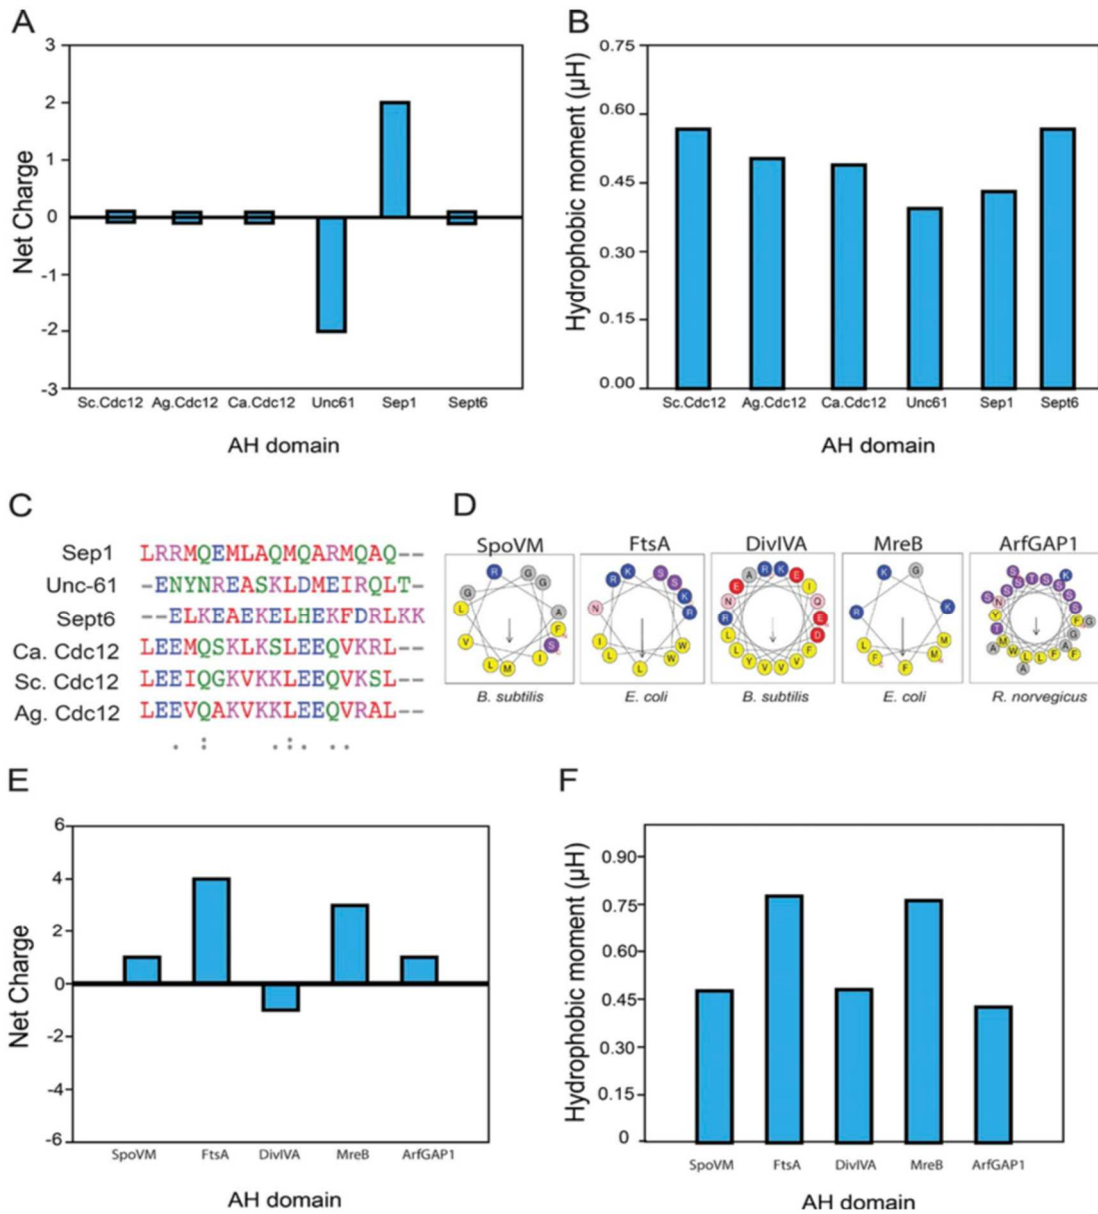 A
3
2
1
0
-1
-2
-3
Net Charge
Sc.Cdc12 Ag.Cdc12 Ca.Cdc12 Unc61 Sep1 Sept6
AH domain
B
0.75
0.60
0.45
0.30
0.15
0.00
Hydrophobic moment (µH)
Sc.Cdc12 Ag.Cdc12 Ca.Cdc12 Unc61 Sep1 Sept6
AH domain
C
Sep1 LRRMQEMLAQMQARMQAQ--
Unc-61 -ENYNREASKLDMEIRQLT-
Sept6 --ELKEAEKELHEKFDRLKK
Ca. Cdc12 LEEMQSKLKSLEEQVKRL--
Sc. Cdc12 LEEIQGKVKKLEEQVKSL--
Ag. Cdc12 LEEVQAKVKKLEEQVRAL--
. : .:. ..
D
SpoVM FtsA DivIVA MreB ArfGAP1
B. subtilis E. coli B. subtilis E. coli R. norvegicus
E
6
4
2
0
-2
-4
-6
Net Charge
SpoVM FtsA DivIVA MreB ArfGAP1
AH domain
F
0.90
0.75
0.60
0.45
0.30
0.15
0
Hydrophobic moment (µH)
SpoVM FtsA DivIVA MreB ArfGAP1
AH domain